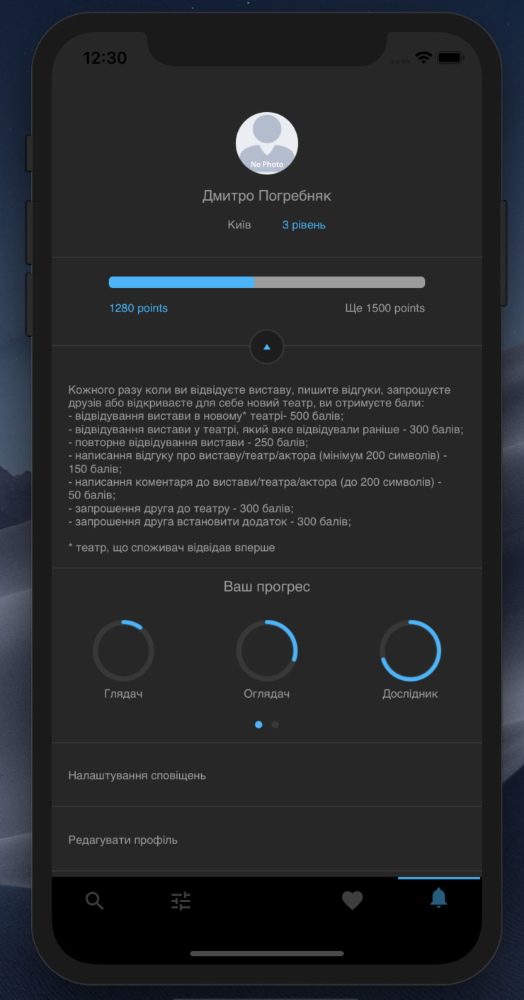 12:30
No Photo
Дмитро Погребняк
Київ 3 рівень
1280 points Ще 1500 points
Кожного разу коли ви відвідуєте виставу, пишите відгуки, запрошуєте
друзів або відкриваєте для себе новий театр, ви отримуєте бали:
- відвідування вистави в новому* театрі- 500 балів;
- відвідування вистави у театрі, який вже відвідували раніше - 300 балів;
- повторне відвідування вистави - 250 балів;
- написання відгуку про виставу/театр/актора (мінімум 200 символів) -
150 балів;
- написання коментаря до вистави/театра/актора (до 200 символів) -
50 балів;
- запрошення друга до театру - 300 балів;
- запрошення друга встановити додаток - 300 балів;
* театр, що споживач відвідав вперше
Ваш прогрес
Глядач Оглядач Дослідник
Налаштування сповіщень
Редагувати профіль